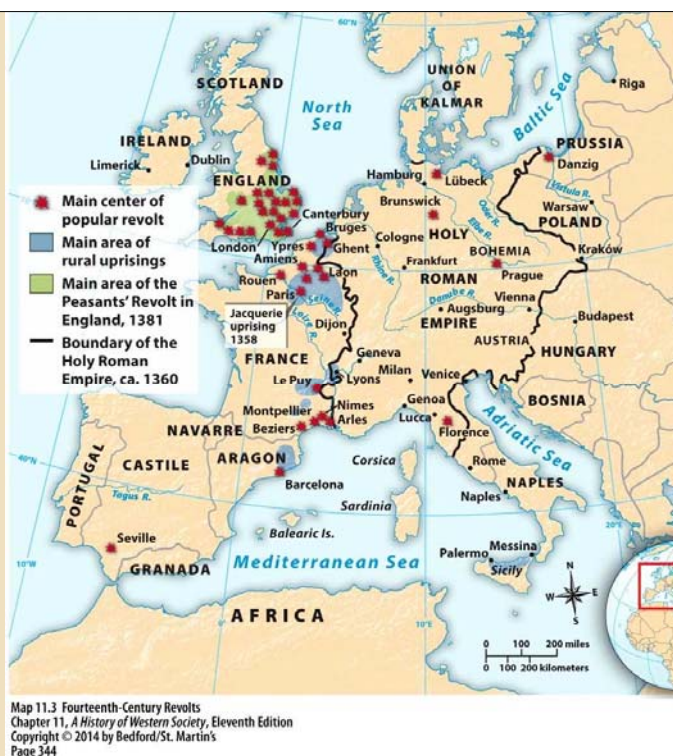 60°N
SCOTLAND
North
Sea
UNION
OF
KALMAR
Baltic Sea
Riga
IRELAND
Limerick
Dublin
ENGLAND
PRUSSIA
Danzig
Hamburg
Lübeck
Main center of
popular revolt
Main area of
rural uprisings
Main area of the
Peasants' Revolt in
England, 1381
Boundary of the
Holy Roman
Empire, ca. 1360
Canterbury
London
Bruges
Ypres
Ghent
Amiens
Rouen
Laon
Paris
Seine R.
Loire R.
Jacquerie
uprising
1358
Brunswick
HOLY
Cologne
Rhine R.
Frankfurt
ROMAN
EMPIRE
Oder R.
Elbe R.
Vistula R.
Warsaw
POLAND
BOHEMIA
Prague
Kraków
Danube R.
Augsburg
Vienna
AUSTRIA
Budapest
HUNGARY
Dijon
FRANCE
Geneva
Lyons
Le Puy
Milan
Venice
Genoa
Lucca
Florence
BOSNIA
Montpellier
Nimes
Beziers
Arles
NAVARRE
ARAGON
Barcelona
PORTUGAL
CASTILE
Tagus R.
Seville
GRANADA
40°N
10°W
Corsica
Sardinia
Balearic Is.
Adriatic Sea
Rome
Naples
NAPLES
Mediterranean Sea
Palermo
Messina
Sicily
20°E
AFRICA
0°
10°E
N
W
E
S
0 100 200 miles
0 100 200 kilometers
Map 11.3 Fourteenth-Century Revolts
Chapter 11, A History of Western Society, Eleventh Edition
Copyright © 2014 by Bedford/St. Martin's
Page 344